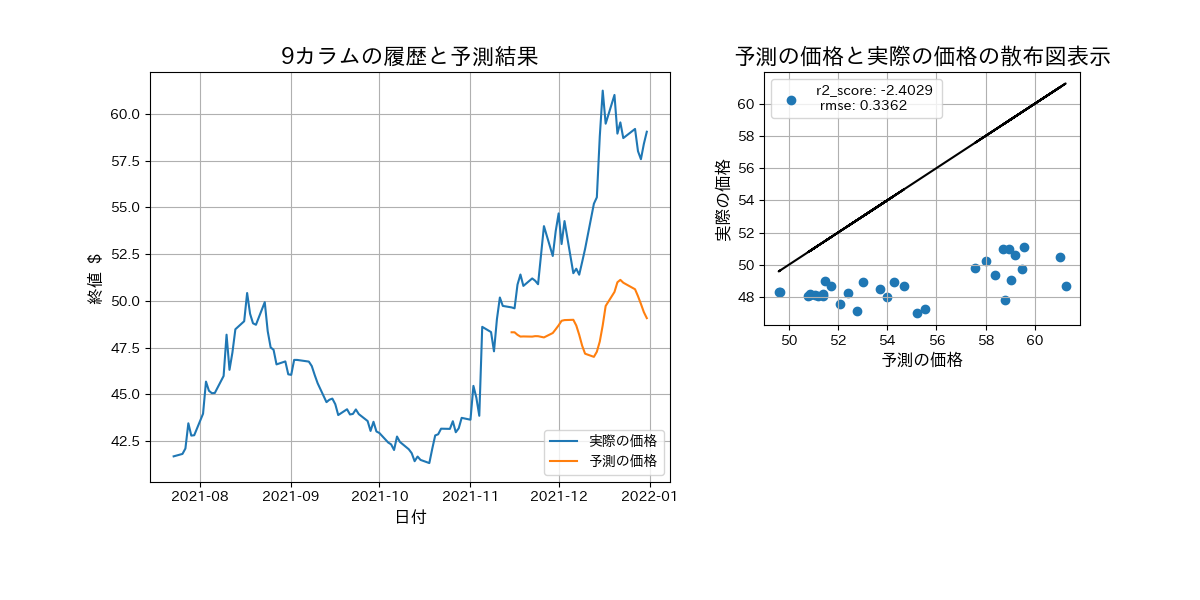 9カラムの履歴と予測結果
終値 $
60.0
57.5
55.0
52.5
50.0
47.5
45.0
42.5
実際の価格
予測の価格
2021-08 2021-09 2021-10 2021-11 2021-12 2022-01
日付
予測の価格と実際の価格の散布図表示
r2_score: -2.4029
rmse: 0.3362
実際の価格
60
58
56
54
52
50
48
50 52 54 56 58 60
予測の価格